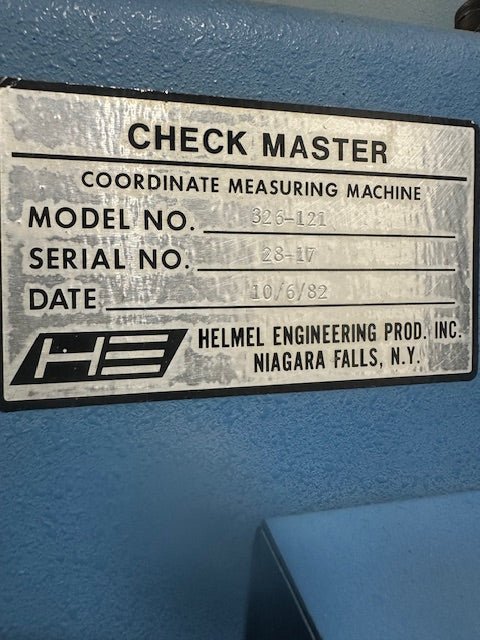 CHECK MASTER
COORDINATE MEASURING MACHINE
MODEL NO. 326-121
SERIAL NO. 28-17
DATE 10/6/82
HE HELMEL ENGINEERING PROD. INC.
NIAGARA FALLS, N.Y.